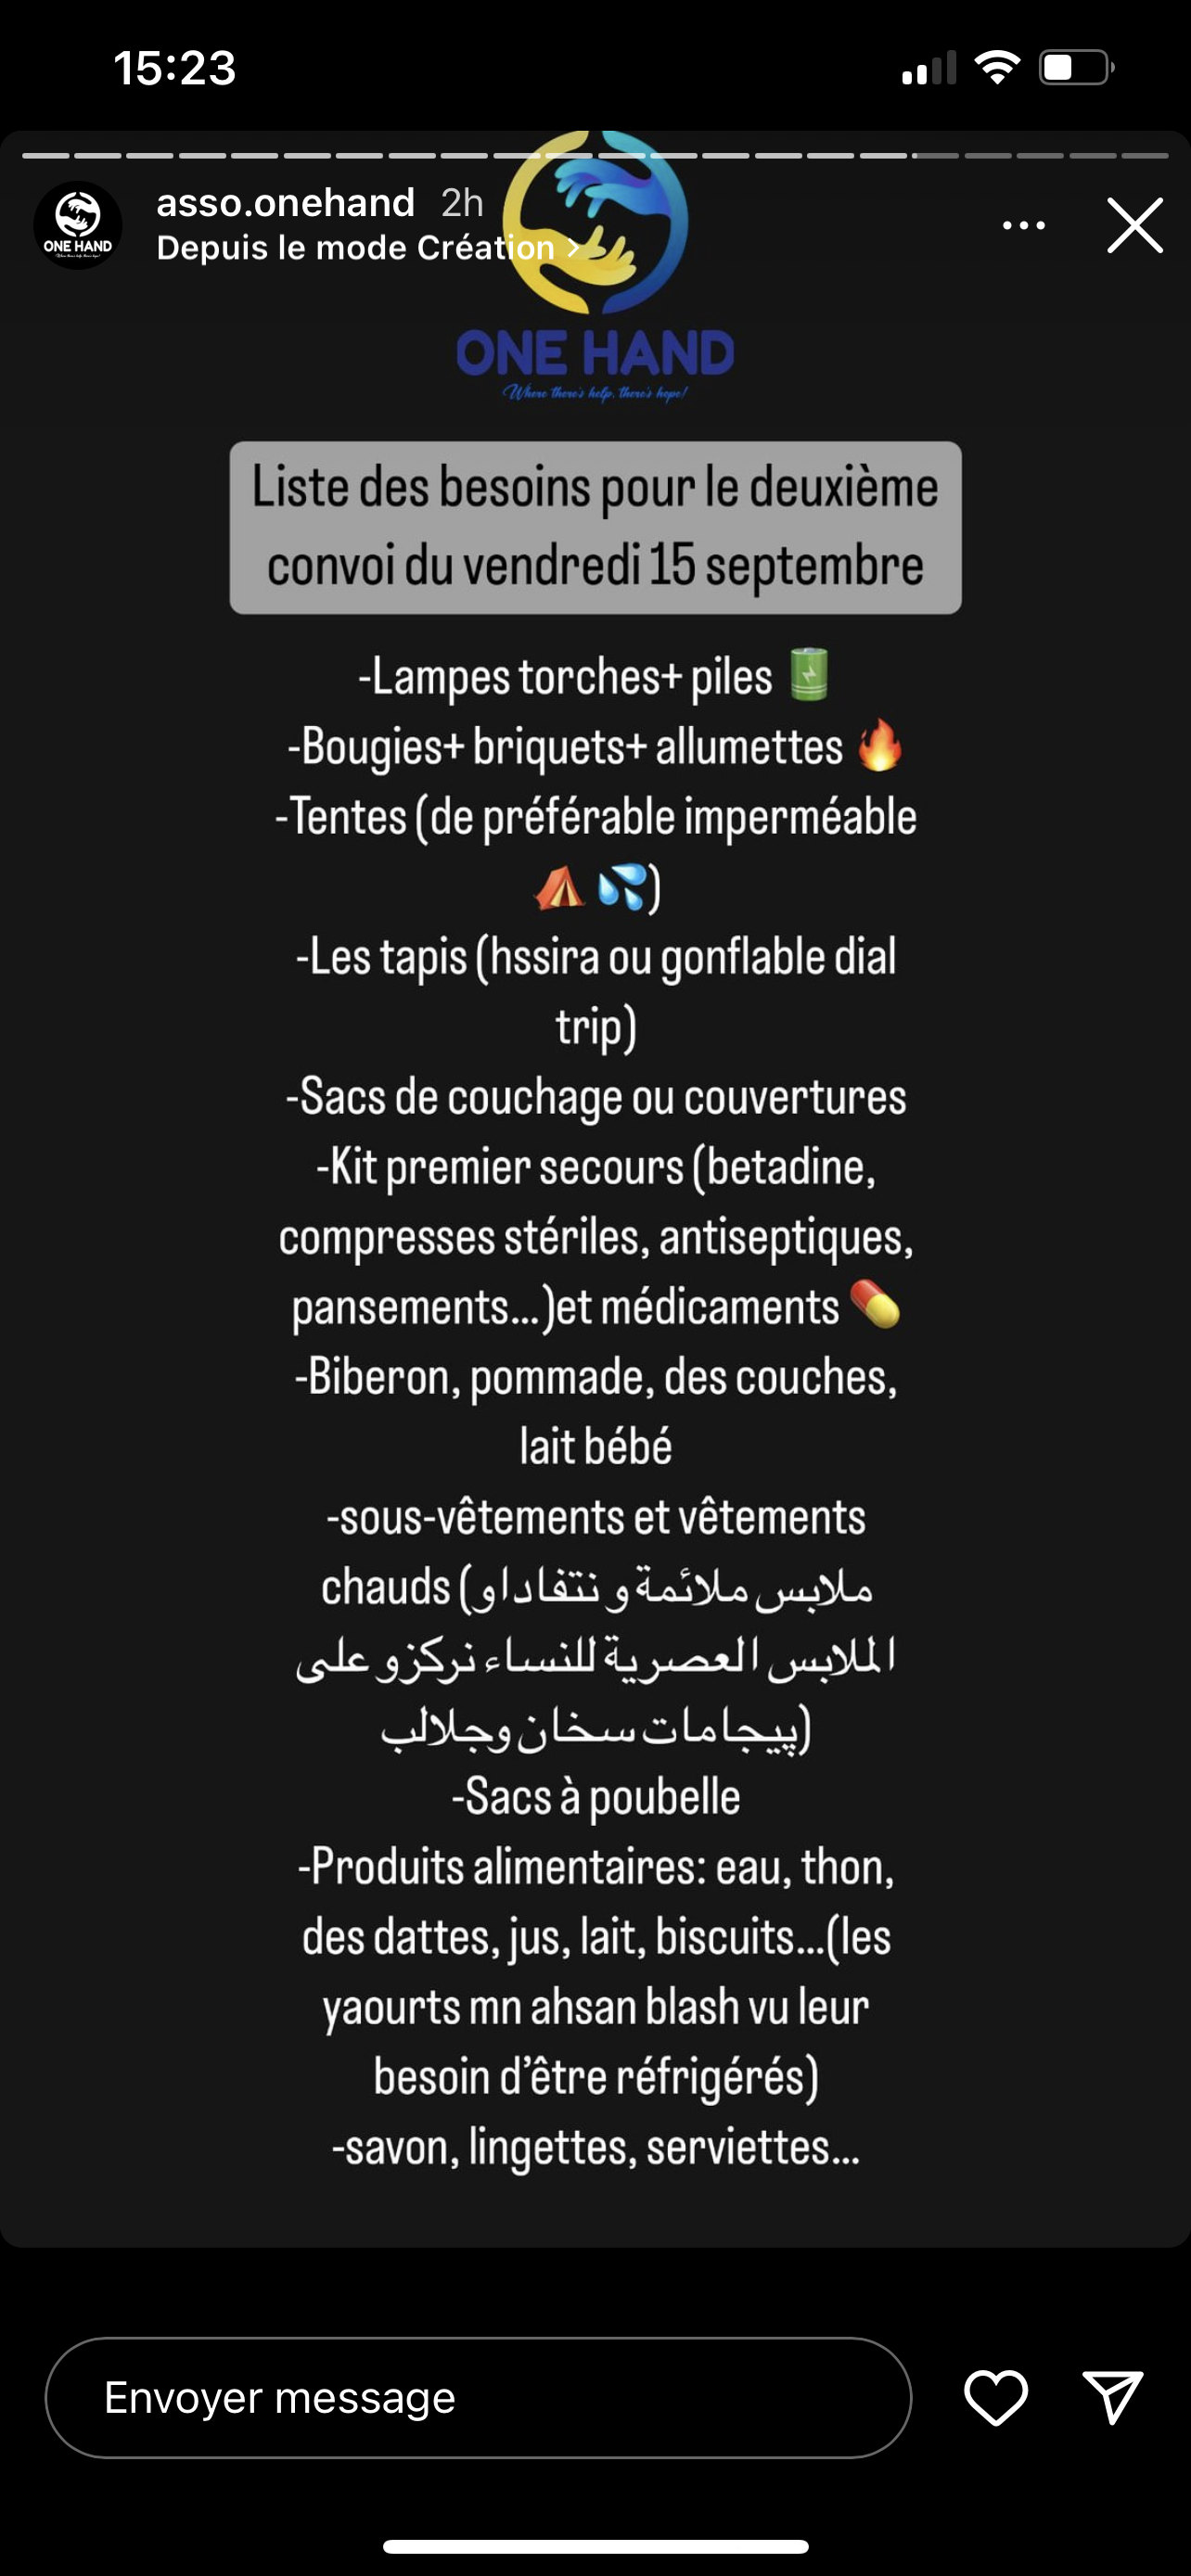 15:23
asso.onehand 2h
Depuis le mode Création >
ONE HAND
Where there's help, there's hope!
ONE HAND
Where there's help, there's hope!
Liste des besoins pour le deuxième
convoi du vendredi 15 septembre
-Lampes torches+ piles 🔋
-Bougies+ briquets+ allumettes 🔥
-Tentes (de préférable imperméable
⛺ 💦)
-Les tapis (hssira ou gonflable dial
trip)
-Sacs de couchage ou couvertures
-Kit premier secours (betadine,
compresses stériles, antiseptiques,
pansements...)et médicaments 💊
-Biberon, pommade, des couches,
lait bébé
-sous-vêtements et vêtements
chauds (ملابس ملائمة و نتفاداو
الملابس العصرية للنساء نركزو على
پيجامات سخان وجلالب)
-Sacs à poubelle
-Produits alimentaires: eau, thon,
des dattes, jus, lait, biscuits...(les
yaourts mn ahsan blash vu leur
besoin d'être réfrigérés)
-savon, lingettes, serviettes...
Envoyer message